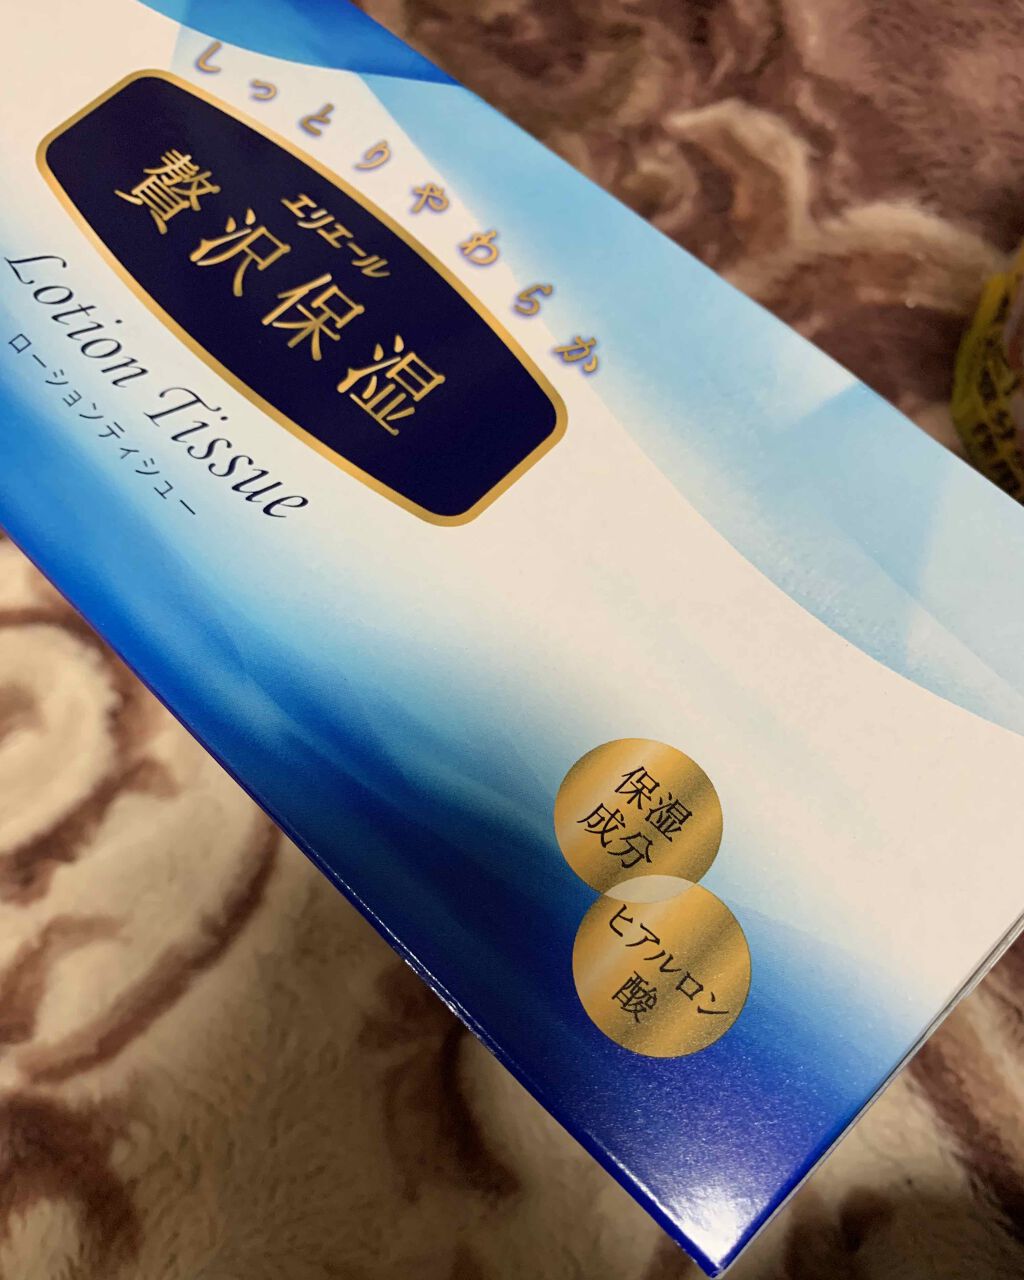 しっとりやわらか
エリエール
贅沢保湿
Lotion Tissue
ローションティシュー
保湿
成分
ヒアルロン
酸